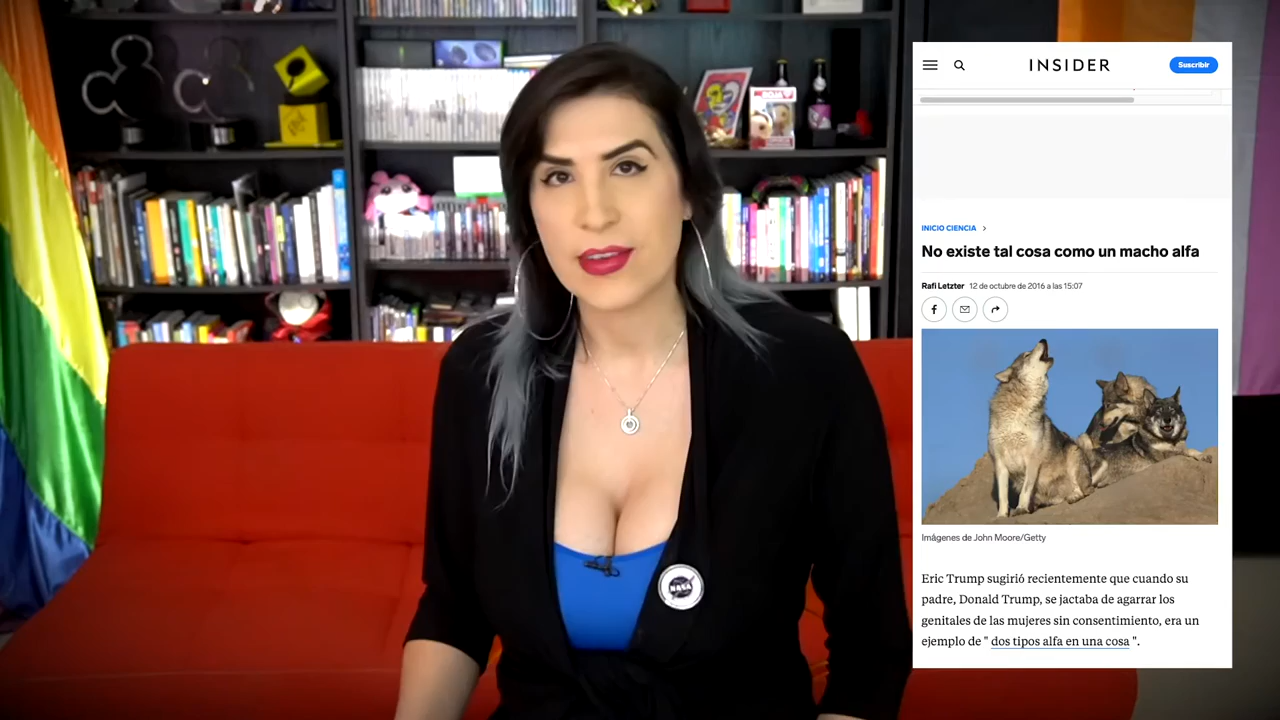 INSIDER
Suscribir
INICIO CIENCIA
No existe tal cosa como un macho alfa
Rafi Letzter 12 de octubre de 2016 a las 15:07
Imágenes de John Moore/Getty
Eric Trump sugirió recientemente que cuando su
padre, Donald Trump, se jactaba de agarrar los
genitales de las mujeres sin consentimiento, era un
ejemplo de " dos tipos alfa en una cosa ".
NASA